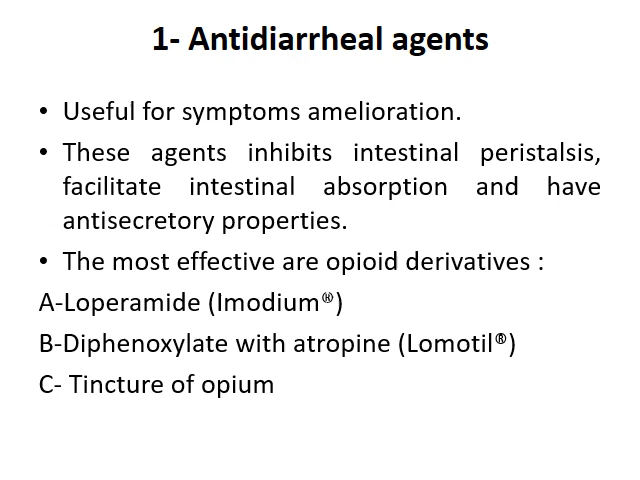 1- Antidiarrheal agents
• Useful for symptoms amelioration.
• These agents inhibits intestinal peristalsis,
facilitate intestinal absorption and have
antisecretory properties.
• The most effective are opioid derivatives :
A-Loperamide (Imodium®)
B-Diphenoxylate with atropine (Lomotil®)
C- Tincture of opium